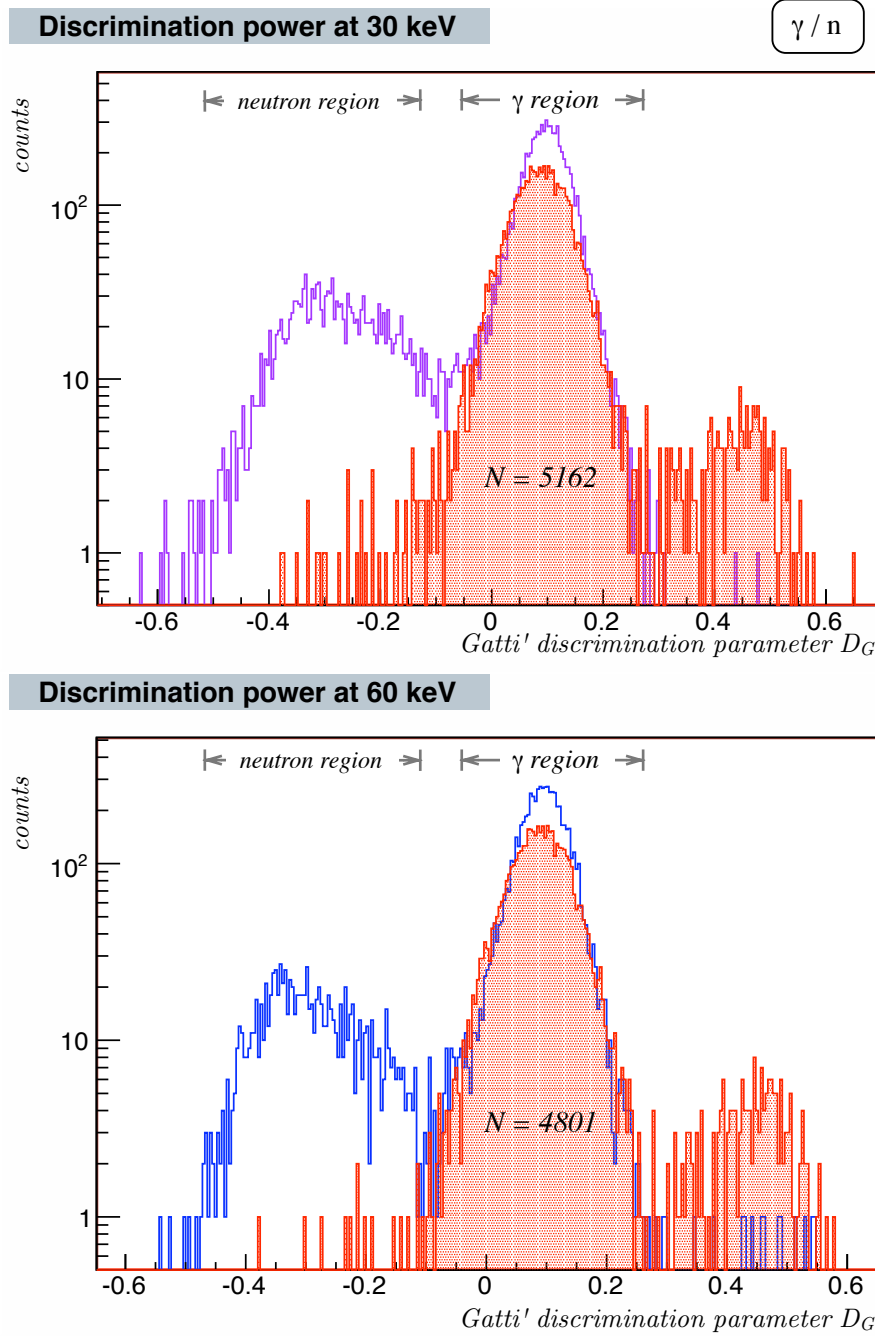 Discrimination power at 30 keV
γ / n
neutron region
γ region
counts
10²
10
1
N = 5162
-0.6 -0.4 -0.2 0 0.2 0.4 0.6
Gatti' discrimination parameter D_G
Discrimination power at 60 keV
neutron region
γ region
counts
10²
10
1
N = 4801
-0.6 -0.4 -0.2 0 0.2 0.4 0.6
Gatti' discrimination parameter D_G